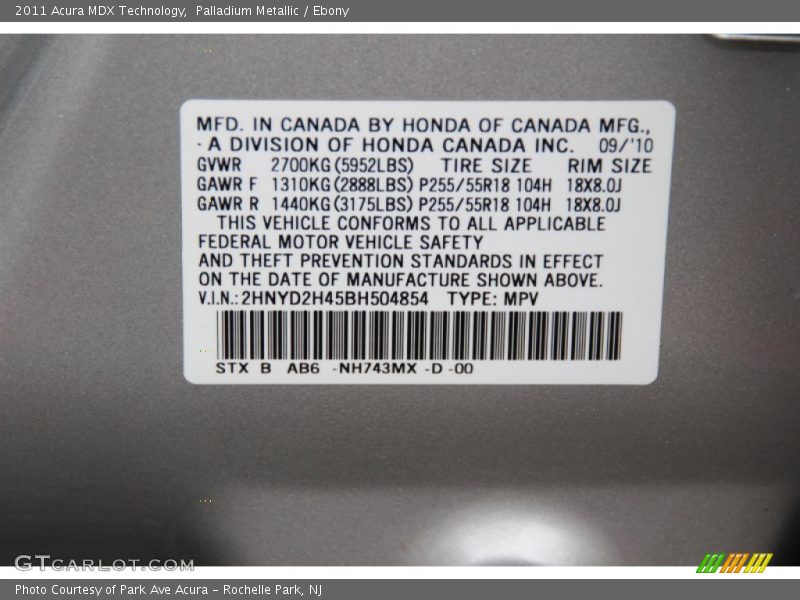 2011 Acura MDX Technology,  Palladium Metallic / Ebony
MFD. IN CANADA BY HONDA OF CANADA MFG.,
A DIVISION OF HONDA CANADA INC. 09/'10
GVWR 2700KG(5952LBS) TIRE SIZE RIM SIZE
GAWR F 1310KG(2888LBS) P255/55R18 104H 18X8.0J
GAWR R 1440KG(3175LBS) P255/55R18 104H 18X8.0J
THIS VEHICLE CONFORMS TO ALL APPLICABLE
FEDERAL MOTOR VEHICLE SAFETY
AND THEFT PREVENTION STANDARDS IN EFFECT
ON THE DATE OF MANUFACTURE SHOWN ABOVE.
V.I.N.: 2HNYD2H45BH504854 TYPE: MPV
STX B AB6 -NH743MX -D -00
GTCARLOT.COM
Photo Courtesy of Park Ave Acura - Rochelle Park, NJ